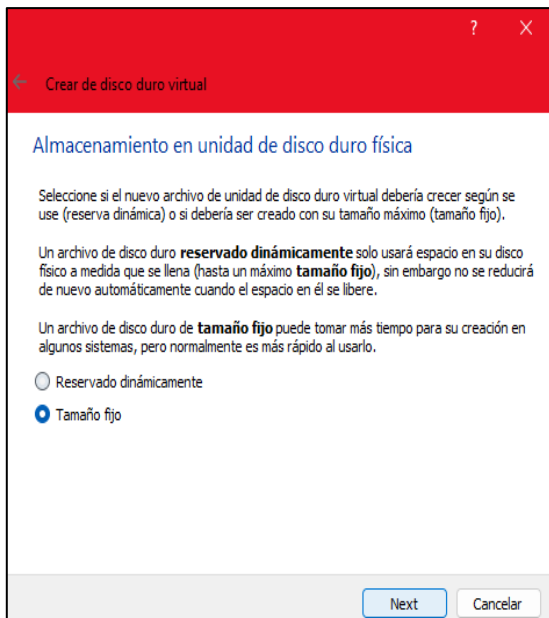 ?
Crear de disco duro virtual
Almacenamiento en unidad de disco duro física
Seleccione si el nuevo archivo de unidad de disco duro virtual debería crecer según se
use (reserva dinámica) o si debería ser creado con su tamaño máximo (tamaño fijo).
Un archivo de disco duro reservado dinámicamente solo usará espacio en su disco
físico a medida que se llena (hasta un máximo tamaño fijo), sin embargo no se reducirá
de nuevo automáticamente cuando el espacio en él se libere.
Un archivo de disco duro de tamaño fijo puede tomar más tiempo para su creación en
algunos sistemas, pero normalmente es más rápido al usarlo.
Reservado dinámicamente
Tamaño fijo
Next Cancelar